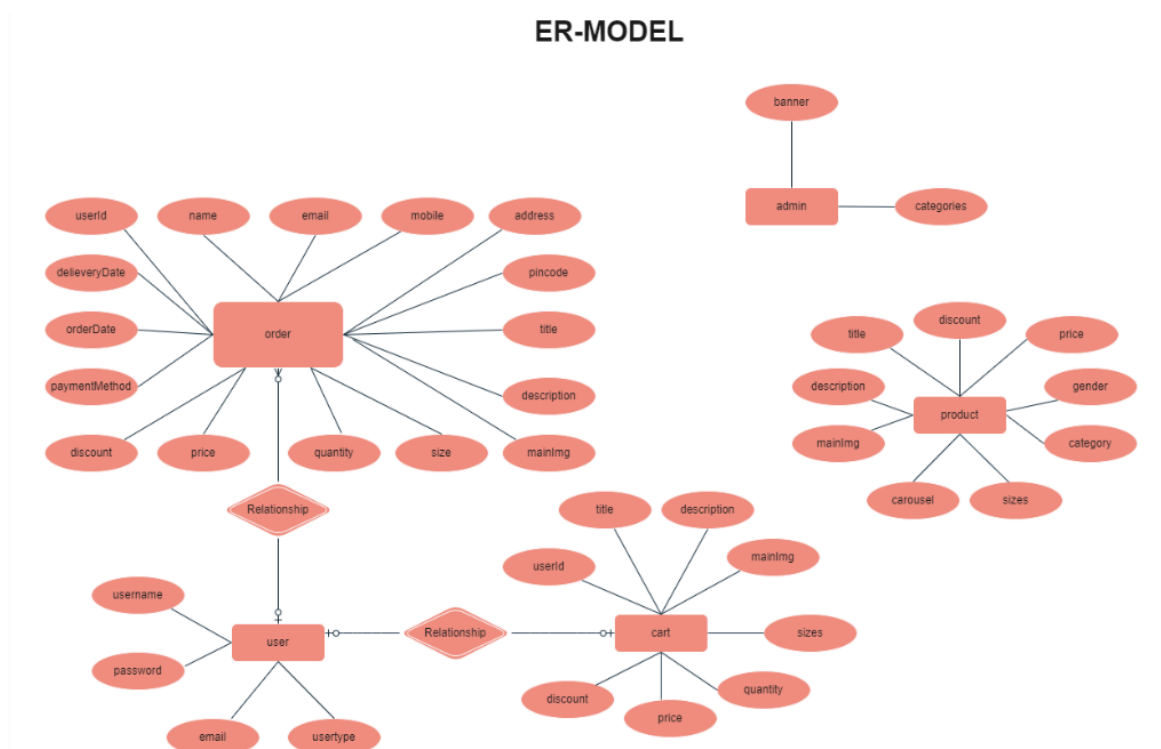 ER-MODEL
banner
admin
categories
userId
name
email
mobile
address
delieveryDate
pincode
orderDate
order
title
paymentMethod
description
discount
price
quantity
size
mainImg
title
discount
price
description
gender
product
mainImg
category
carousel
sizes
Relationship
title
description
userId
mainImg
username
user
Relationship
cart
sizes
password
discount
price
quantity
email
usertype